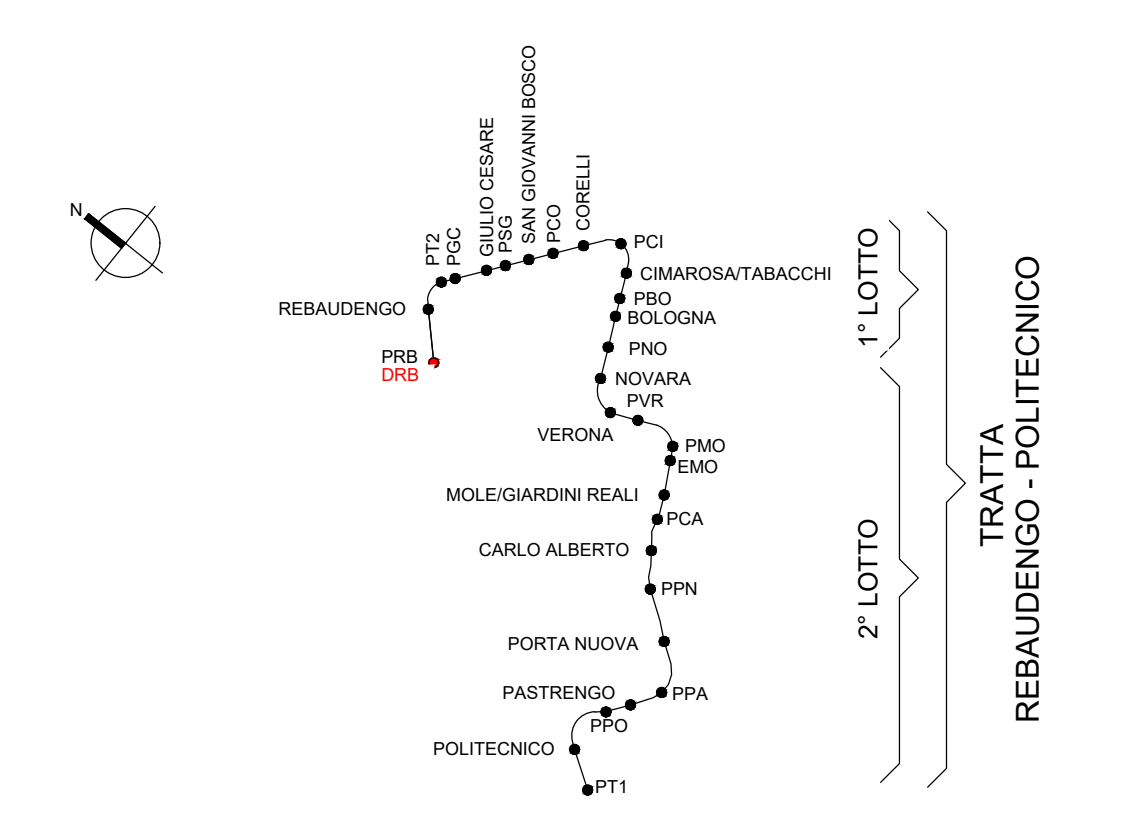 N
REBAUDENGO
PRB
DRB
PT2
PGC
GIULIO CESARE
PSG
SAN GIOVANNI BOSCO
PCO
CORELLI
PCI
CIMAROSA/TABACCHI
PBO
BOLOGNA
PNO
NOVARA
PVR
VERONA
PMO
EMO
MOLE/GIARDINI REALI
PCA
CARLO ALBERTO
PPN
PORTA NUOVA
PPA
PASTRENGO
PPO
POLITECNICO
PT1
1° LOTTO
2° LOTTO
TRATTA
REBAUDENGO - POLITECNICO